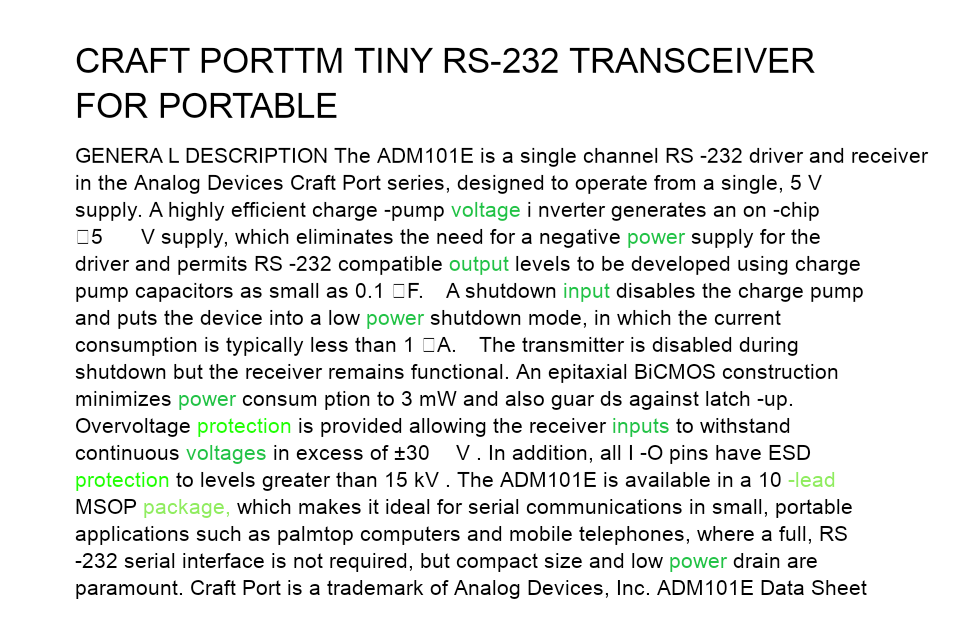 CRAFT PORTTM TINY RS-232 TRANSCEIVER
FOR PORTABLE
GENERA L DESCRIPTION The ADM101E is a single channel RS -232 driver and receiver
in the Analog Devices Craft Port series, designed to operate from a single, 5 V
supply. A highly efficient charge -pump voltage i nverter generates an on -chip
□5 V supply, which eliminates the need for a negative power supply for the
driver and permits RS -232 compatible output levels to be developed using charge
pump capacitors as small as 0.1 □F. A shutdown input disables the charge pump
and puts the device into a low power shutdown mode, in which the current
consumption is typically less than 1 □A. The transmitter is disabled during
shutdown but the receiver remains functional. An epitaxial BiCMOS construction
minimizes power consum ption to 3 mW and also guar ds against latch -up.
Overvoltage protection is provided allowing the receiver inputs to withstand
continuous voltages in excess of ±30 V . In addition, all I -O pins have ESD
protection to levels greater than 15 kV . The ADM101E is available in a 10 -lead
MSOP package, which makes it ideal for serial communications in small, portable
applications such as palmtop computers and mobile telephones, where a full, RS
-232 serial interface is not required, but compact size and low power drain are
paramount. Craft Port is a trademark of Analog Devices, Inc. ADM101E Data Sheet